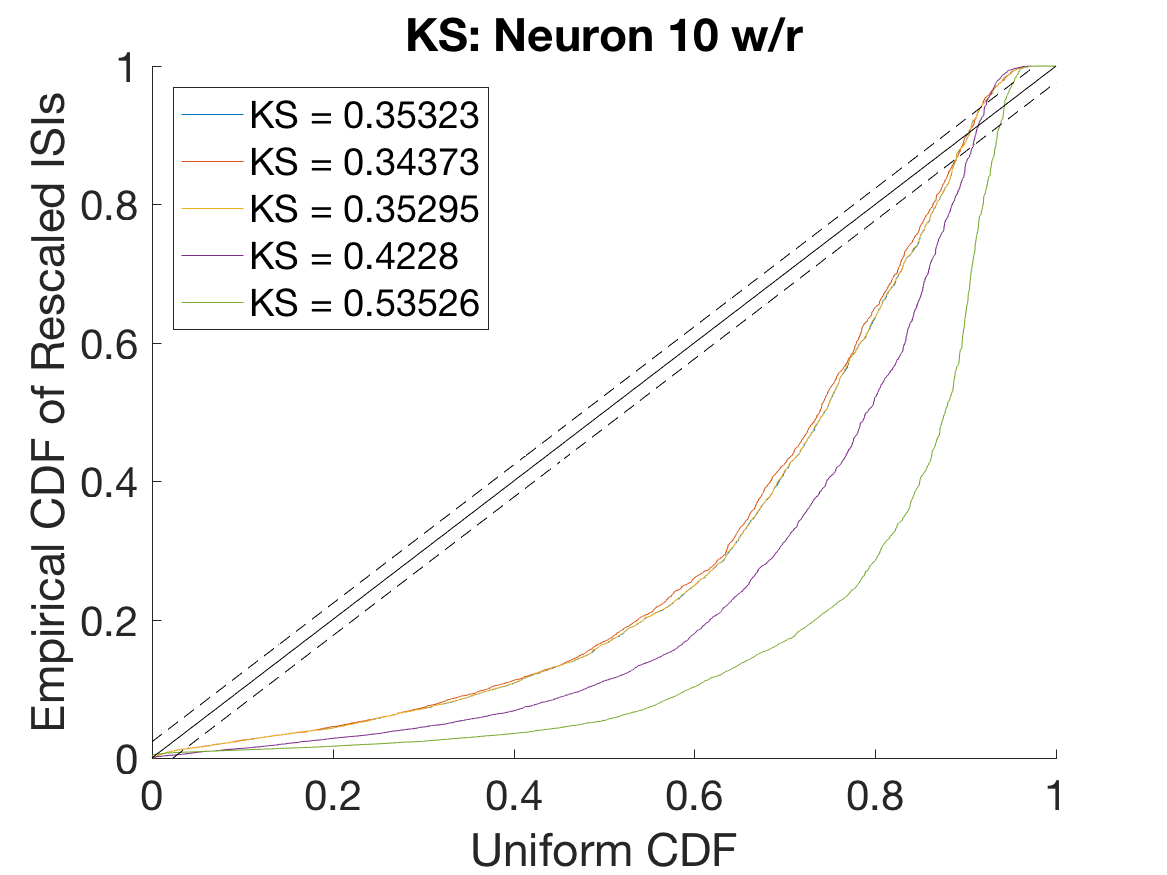 KS: Neuron 10 w/r
KS = 0.35323
KS = 0.34373
KS = 0.35295
KS = 0.4228
KS = 0.53526
Empirical CDF of Rescaled ISIs
1
0.8
0.6
0.4
0.2
0
0 0.2 0.4 0.6 0.8 1
Uniform CDF